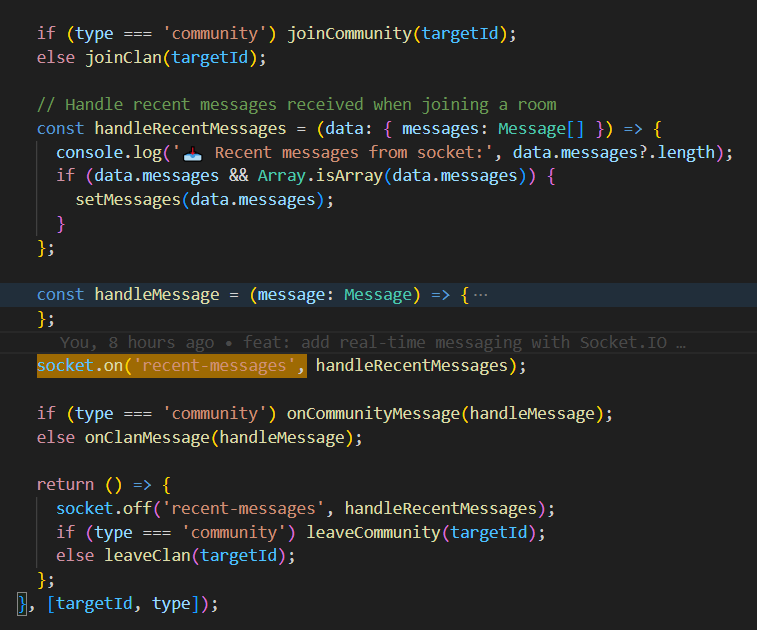 if (type === 'community') joinCommunity(targetId);
else joinClan(targetId);
// Handle recent messages received when joining a room
const handleRecentMessages = (data: { messages: Message[] }) => {
console.log('📥 Recent messages from socket:', data.messages?.length);
if (data.messages && Array.isArray(data.messages)) {
setMessages(data.messages);
}
};
const handleMessage = (message: Message) => {⋯
};
You, 8 hours ago • feat: add real-time messaging with Socket.IO …
socket.on('recent-messages', handleRecentMessages);
if (type === 'community') onCommunityMessage(handleMessage);
else onClanMessage(handleMessage);
return () => {
socket.off('recent-messages', handleRecentMessages);
if (type === 'community') leaveCommunity(targetId);
else leaveClan(targetId);
};
}, [targetId, type]);